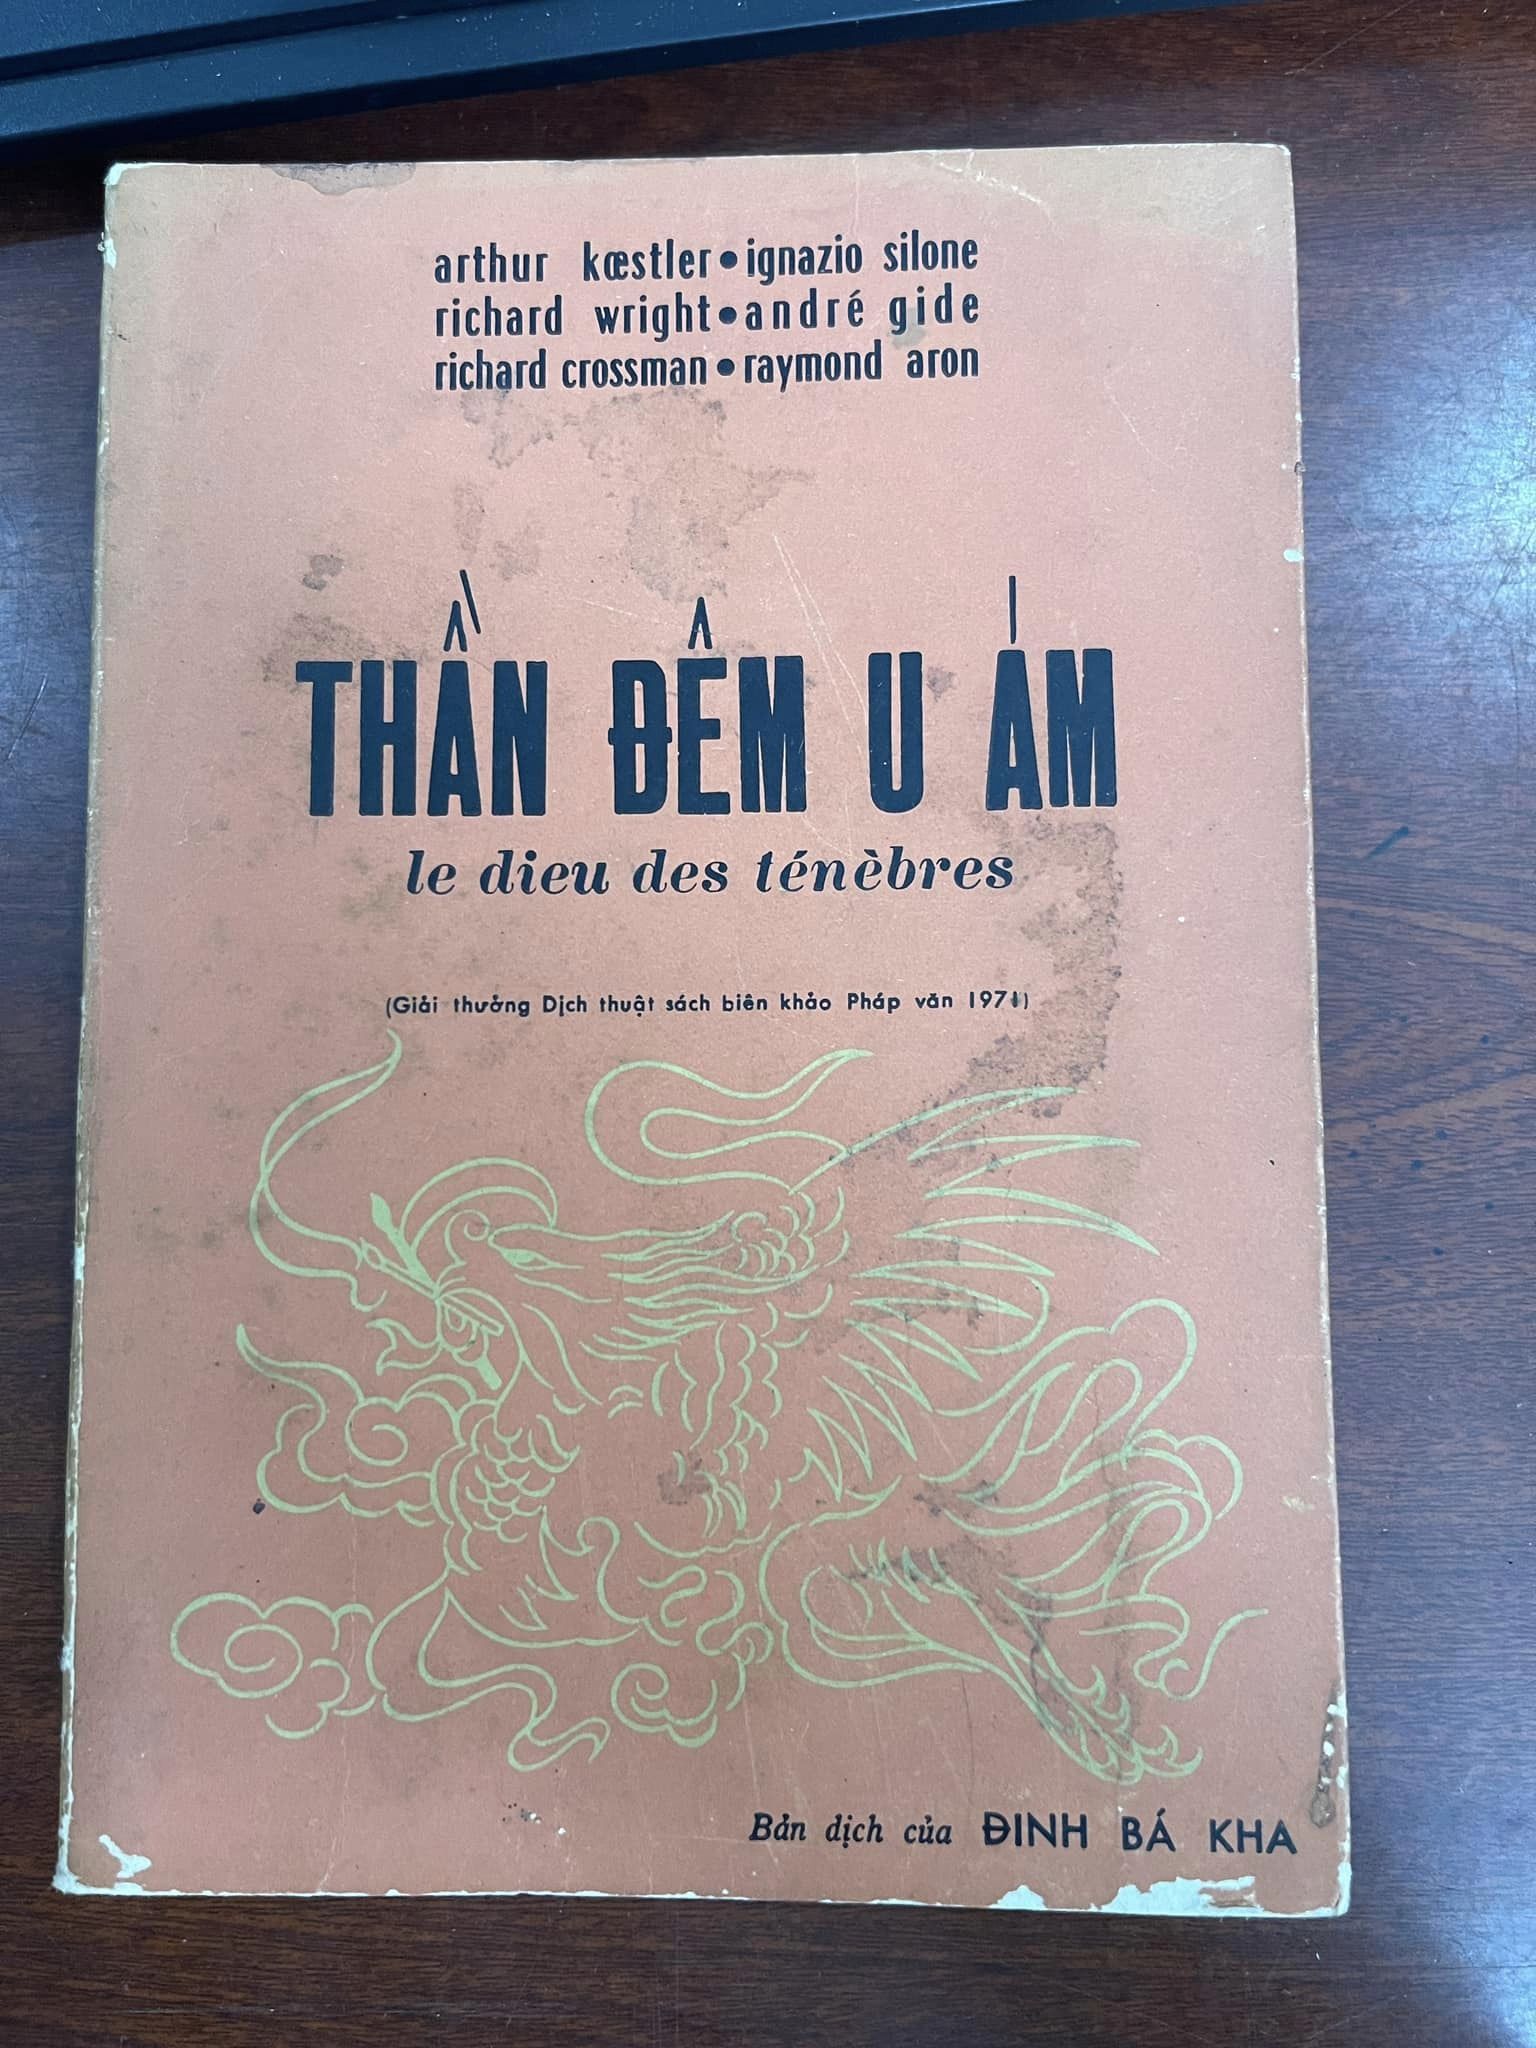 arthur kœstler • ignazio silone
richard wright • andré gide
richard crossman • raymond aron
THẦN ĐÊM U ÁM
le dieu des ténèbres
(Giải thưởng Dịch thuật sách biên khảo Pháp văn 1971)
Bản dịch của ĐINH BÁ KHA